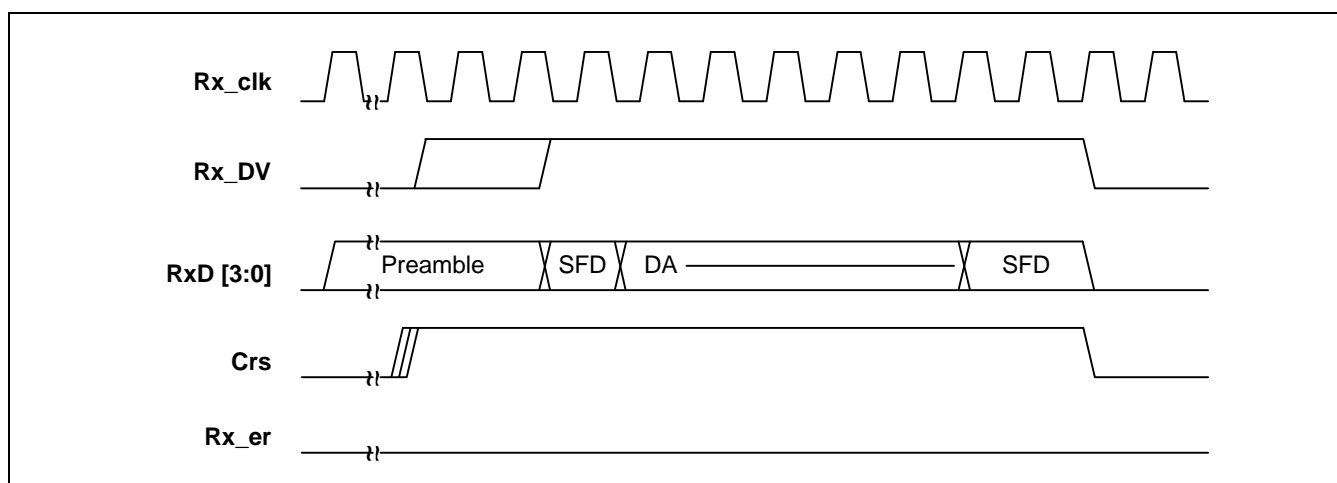 Rx_clk
Rx_DV
RxD [3:0]
Preamble SFD DA SFD
Crs
Rx_er